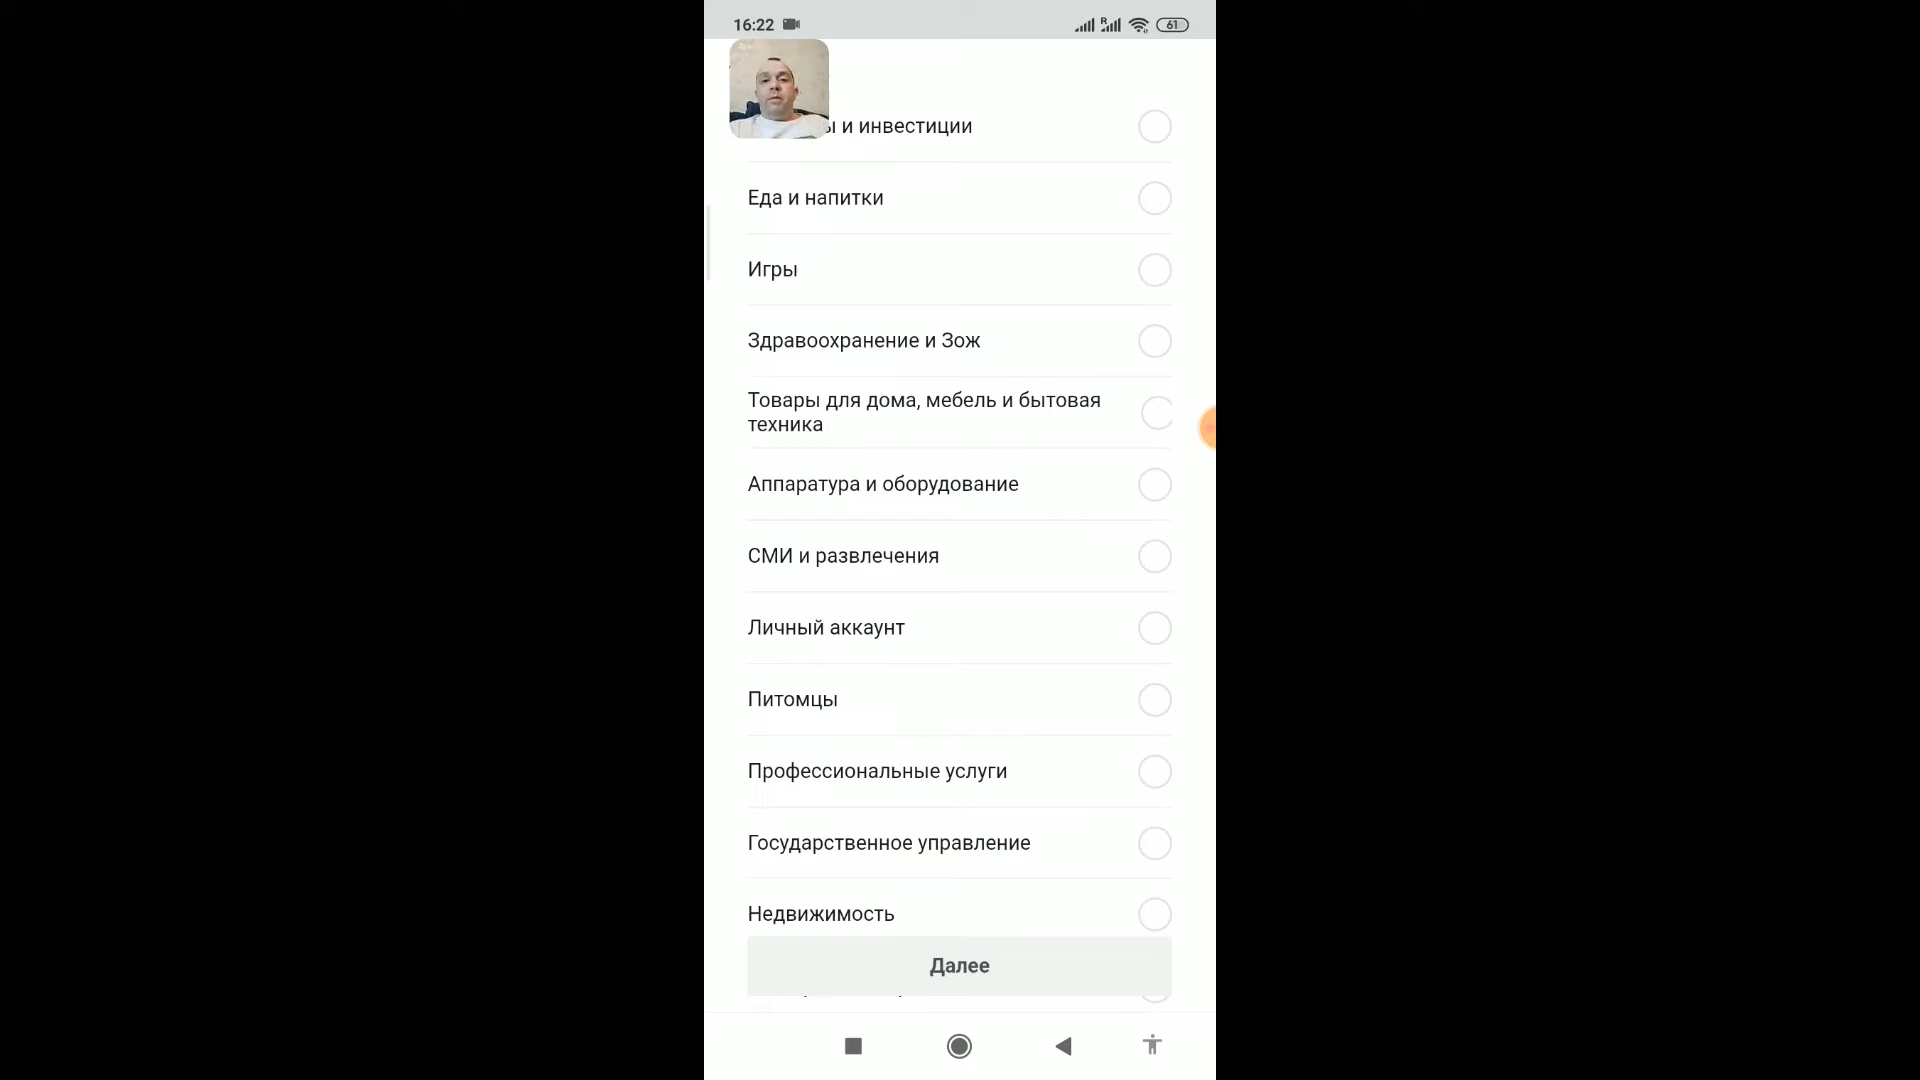 16:22
R
61
и инвестиции
Еда и напитки
Игры
Здравоохранение и Зож
Товары для дома, мебель и бытовая
техника
Аппаратура и оборудование
СМИ и развлечения
Личный аккаунт
Питомцы
Профессиональные услуги
Государственное управление
Недвижимость
Далее